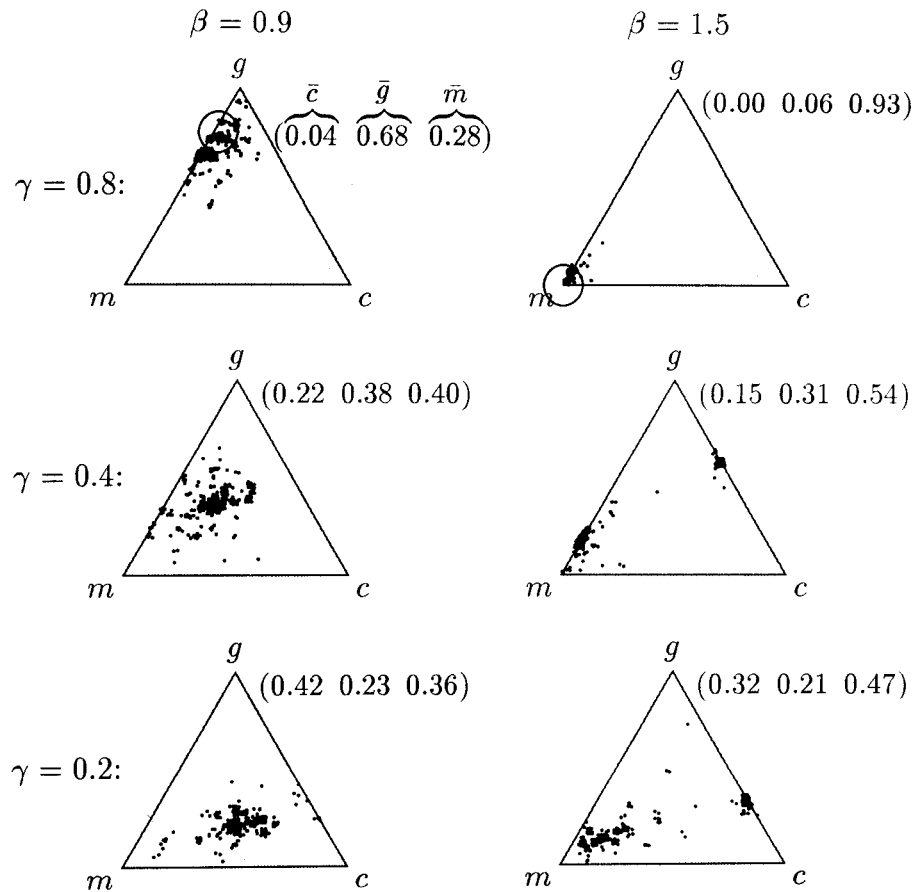 β = 0.9 β = 1.5
g g
c̄ ḡ m̄
(0.04 0.68 0.28) (0.00 0.06 0.93)
γ = 0.8:
m c m c
g g
(0.22 0.38 0.40) (0.15 0.31 0.54)
γ = 0.4:
m c m c
g g
(0.42 0.23 0.36) (0.32 0.21 0.47)
γ = 0.2:
m c m c